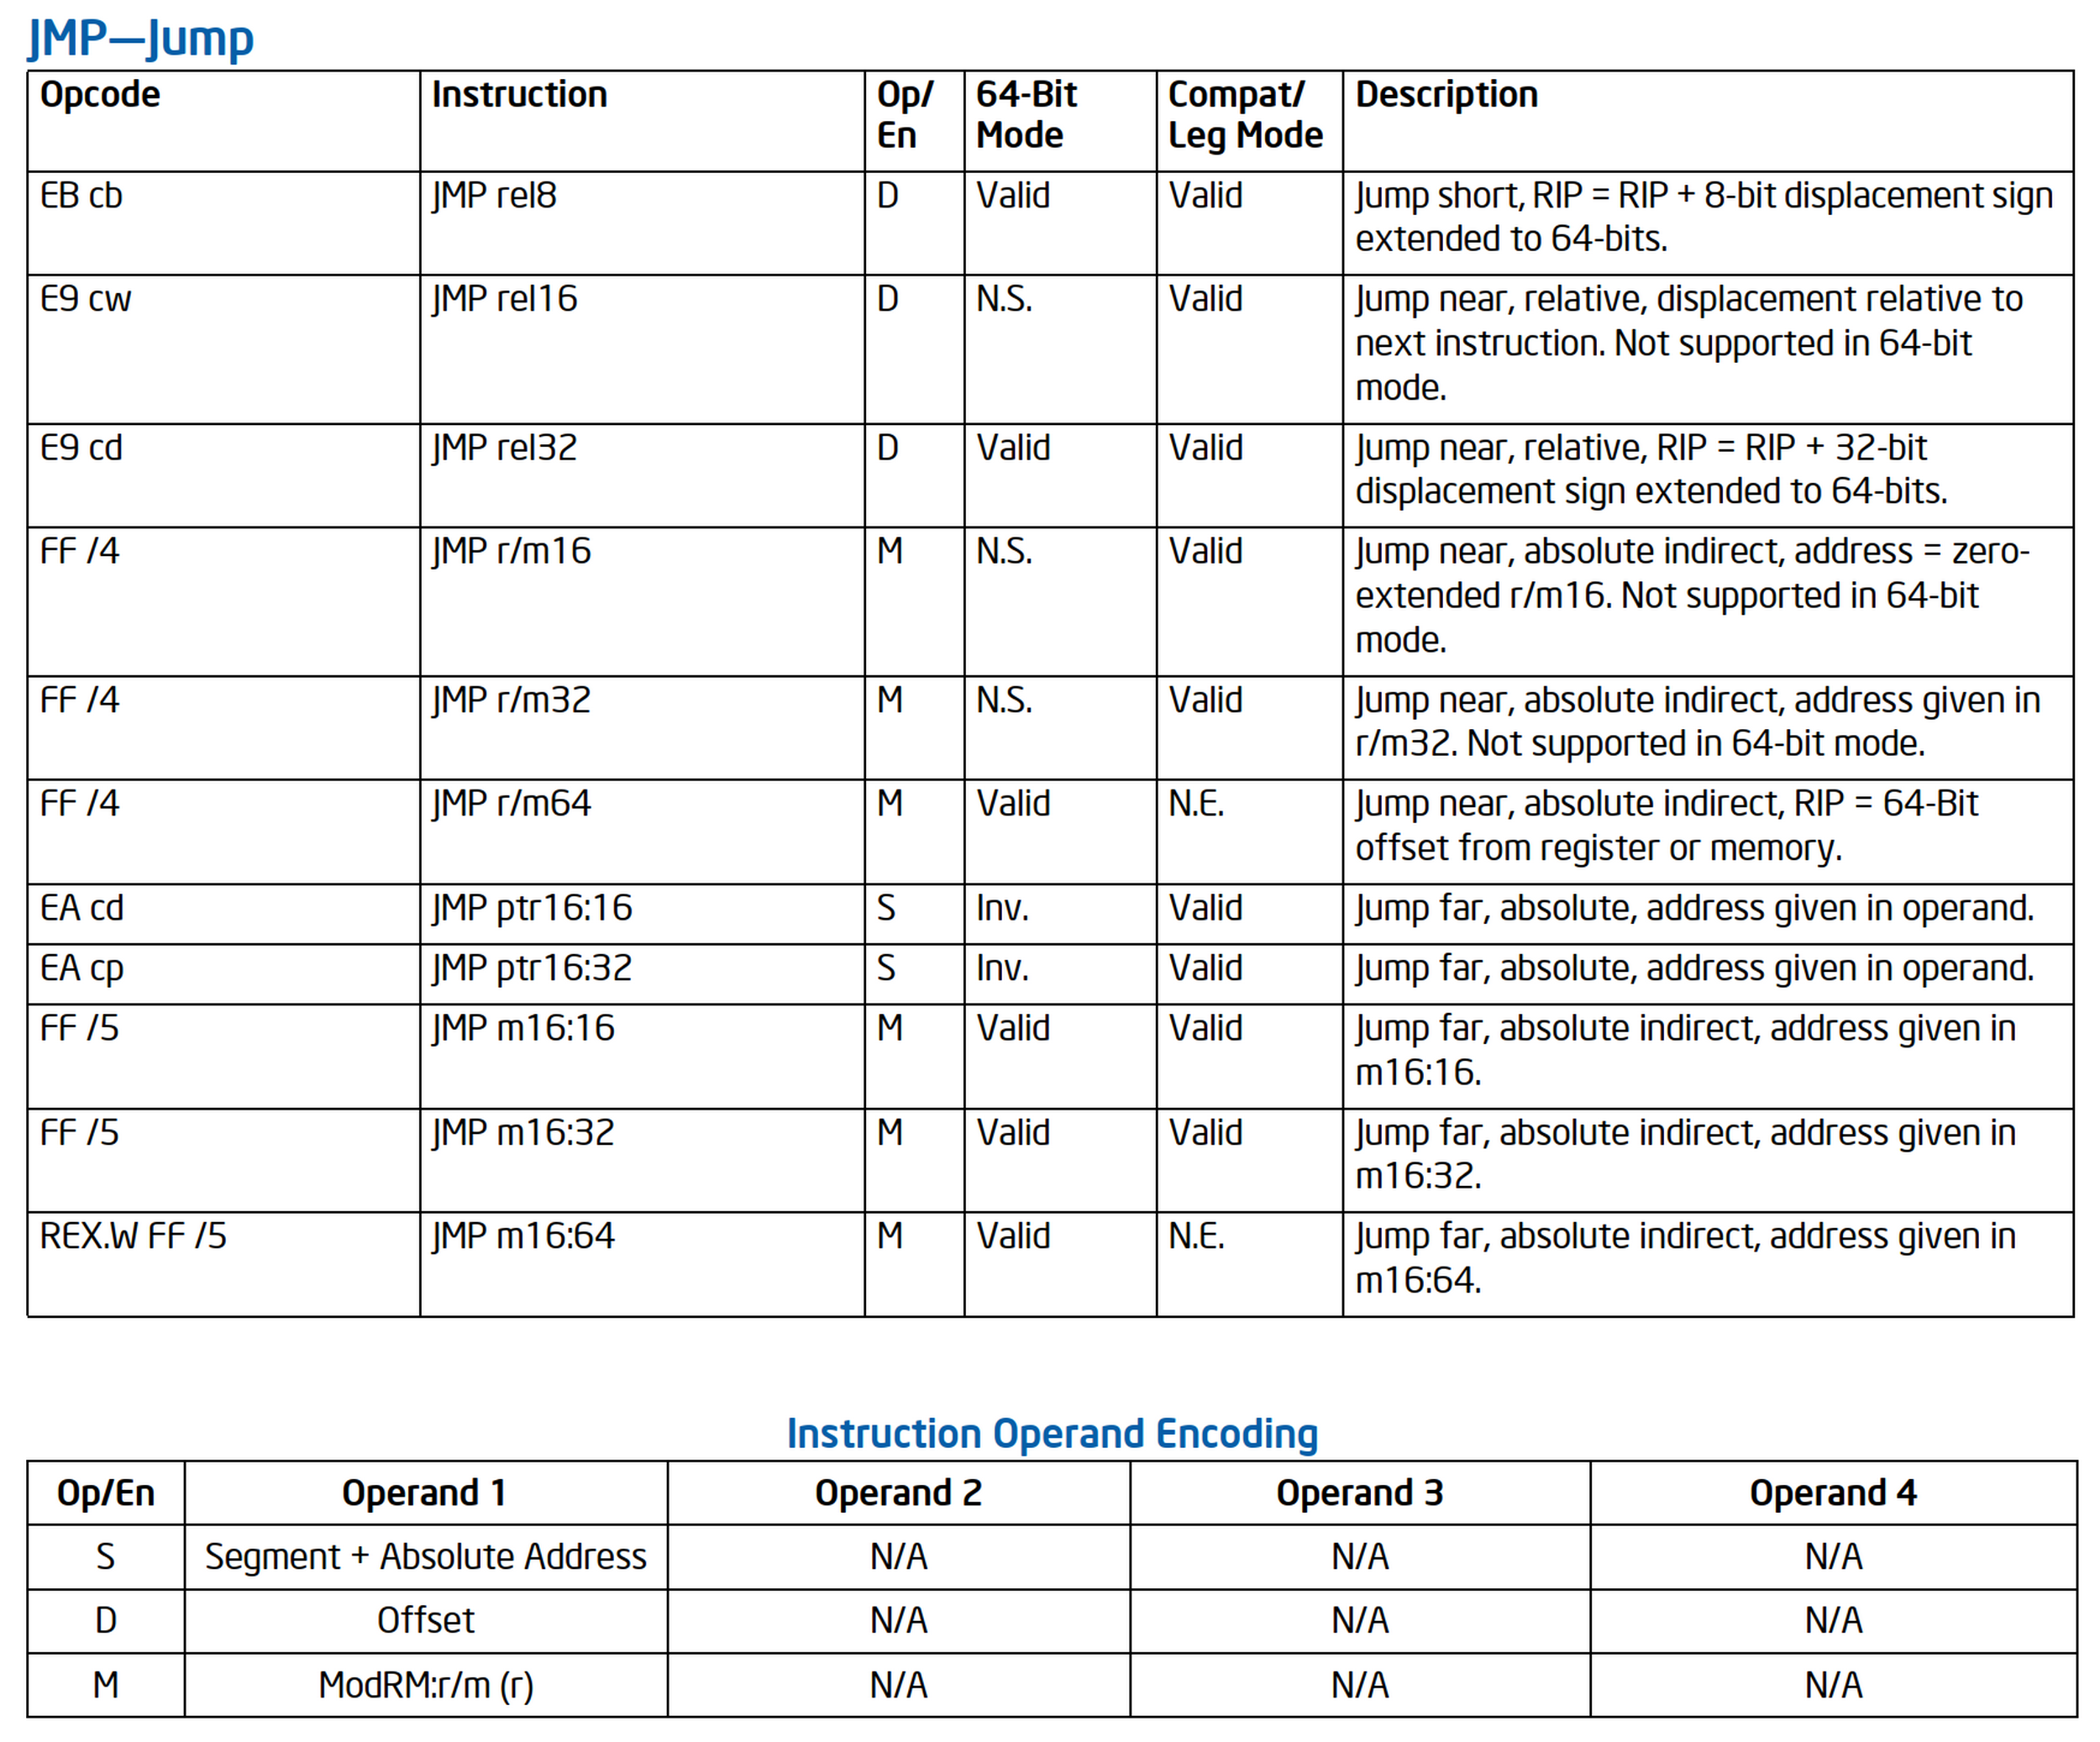 JMP—Jump
Opcode Instruction Op/ 64-Bit Compat/ Description
En Mode Leg Mode
EB cb JMP rel8 D Valid Valid Jump short, RIP = RIP + 8-bit displacement sign
extended to 64-bits.
E9 cw JMP rel16 D N.S. Valid Jump near, relative, displacement relative to
next instruction. Not supported in 64-bit
mode.
E9 cd JMP rel32 D Valid Valid Jump near, relative, RIP = RIP + 32-bit
displacement sign extended to 64-bits.
FF /4 JMP r/m16 M N.S. Valid Jump near, absolute indirect, address = zero-
extended r/m16. Not supported in 64-bit
mode.
FF /4 JMP r/m32 M N.S. Valid Jump near, absolute indirect, address given in
r/m32. Not supported in 64-bit mode.
FF /4 JMP r/m64 M Valid N.E. Jump near, absolute indirect, RIP = 64-Bit
offset from register or memory.
EA cd JMP ptr16:16 S Inv. Valid Jump far, absolute, address given in operand.
EA cp JMP ptr16:32 S Inv. Valid Jump far, absolute, address given in operand.
FF /5 JMP m16:16 M Valid Valid Jump far, absolute indirect, address given in
m16:16.
FF /5 JMP m16:32 M Valid Valid Jump far, absolute indirect, address given in
m16:32.
REX.W FF /5 JMP m16:64 M Valid N.E. Jump far, absolute indirect, address given in
m16:64.
Instruction Operand Encoding
Op/En Operand 1 Operand 2 Operand 3 Operand 4
S Segment + Absolute Address N/A N/A N/A
D Offset N/A N/A N/A
M ModRM:r/m (r) N/A N/A N/A